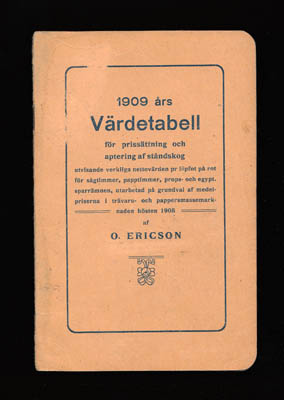 1909 års
Värdetabell
för prissättning och
aptering af ståndskog
utvisande verkliga nettovärden pr löpfot på rot
för sågtimmer, papptimmer, props- och egypt.
sparrämnen, utarbetad på grundval af medel-
priserna i trävaru- och pappersmassemark-
naden hösten 1908
af
O. ERICSON